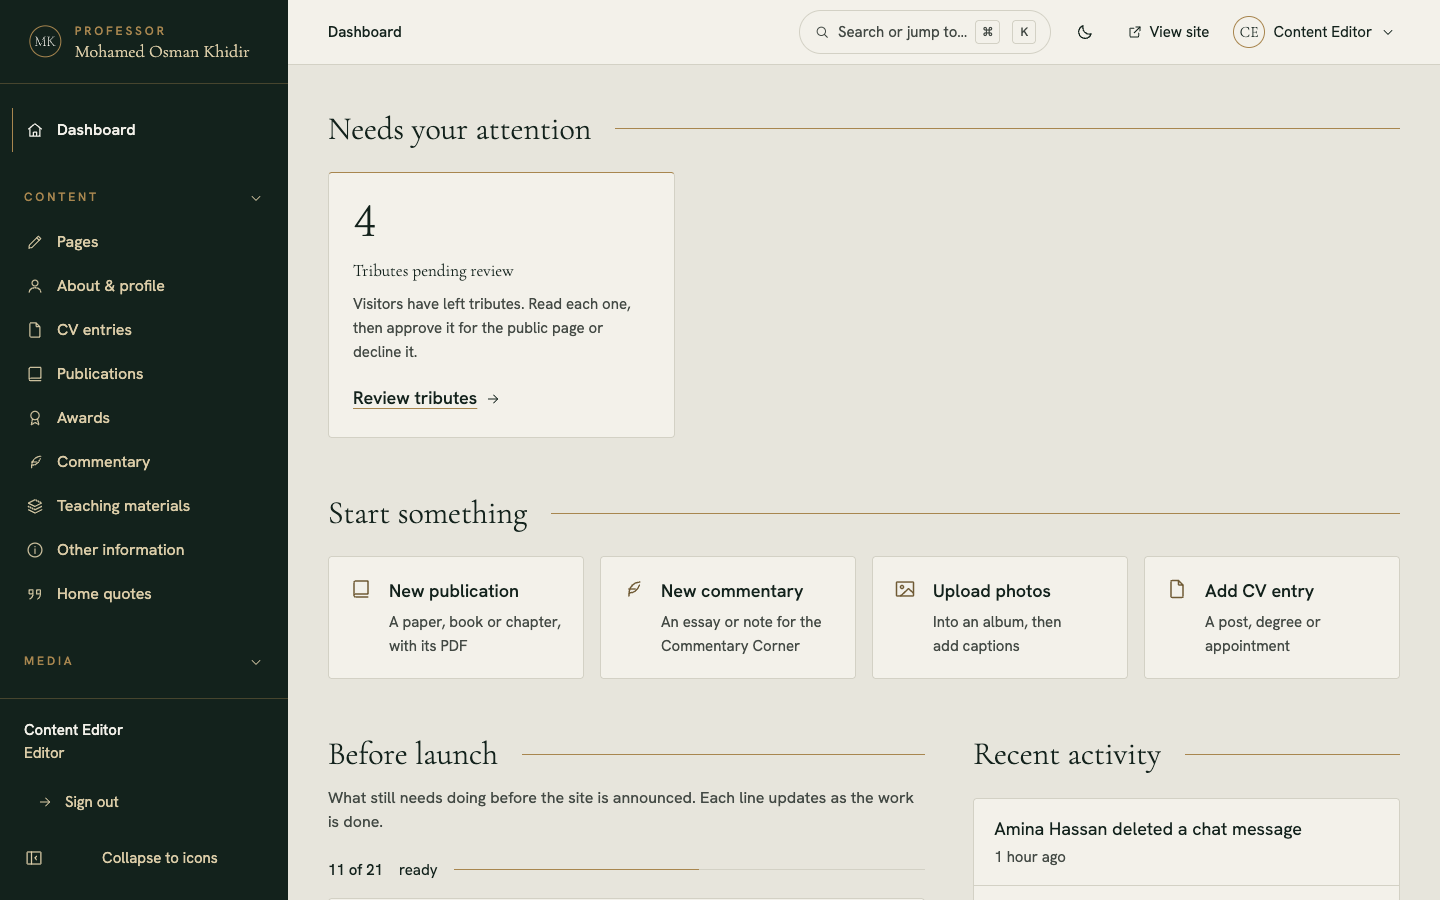 MK
PROFESSOR
Mohamed Osman Khidir
Dashboard
CONTENT
Pages
About & profile
CV entries
Publications
Awards
Commentary
Teaching materials
Other information
Home quotes
MEDIA
Content Editor
Editor
Sign out
Collapse to icons
Dashboard
Search or jump to... ⌘ K
View site
CE
Content Editor
Needs your attention
4
Tributes pending review
Visitors have left tributes. Read each one,
then approve it for the public page or
decline it.
Review tributes →
Start something
New publication
A paper, book or chapter,
with its PDF
New commentary
An essay or note for the
Commentary Corner
Upload photos
Into an album, then
add captions
Add CV entry
A post, degree or
appointment
Before launch
What still needs doing before the site is announced. Each line updates as the work
is done.
11 of 21 ready
Recent activity
Amina Hassan deleted a chat message
1 hour ago